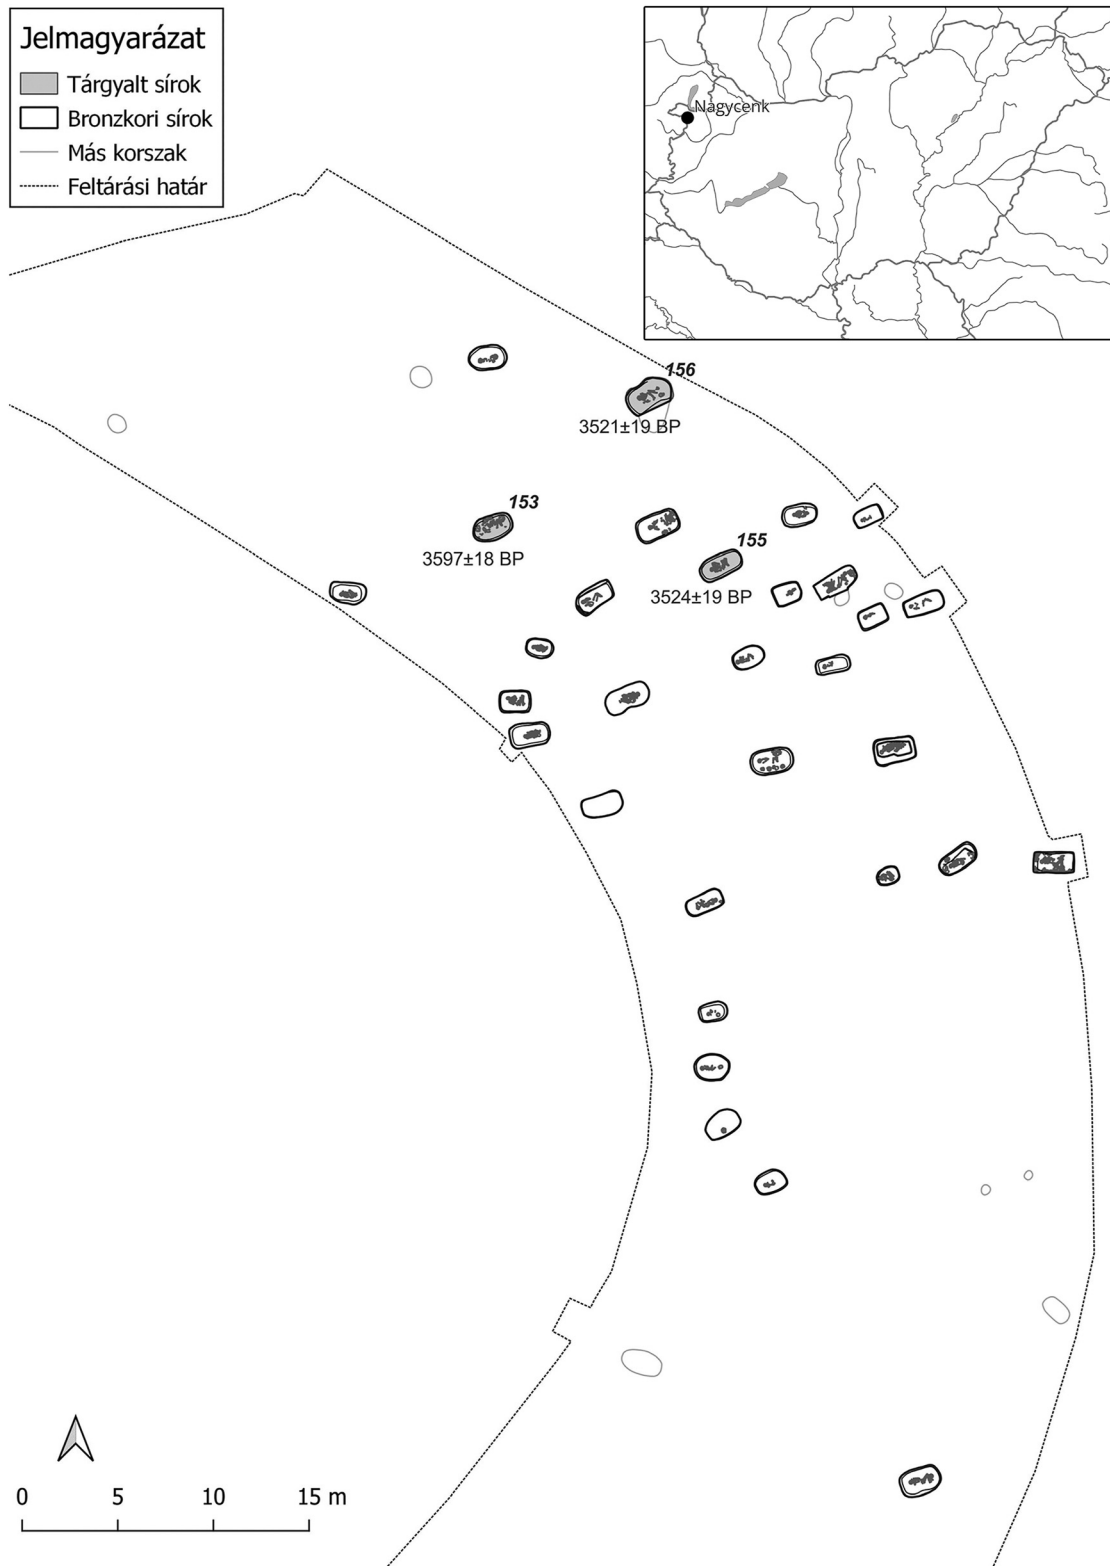 Jelmagyarázat
Tárgyalt sírok
Bronzkori sírok
Más korszak
Feltárási határ
Nagycenk
156
3521±19 BP
153
3597±18 BP
155
3524±19 BP
0 5 10 15 m